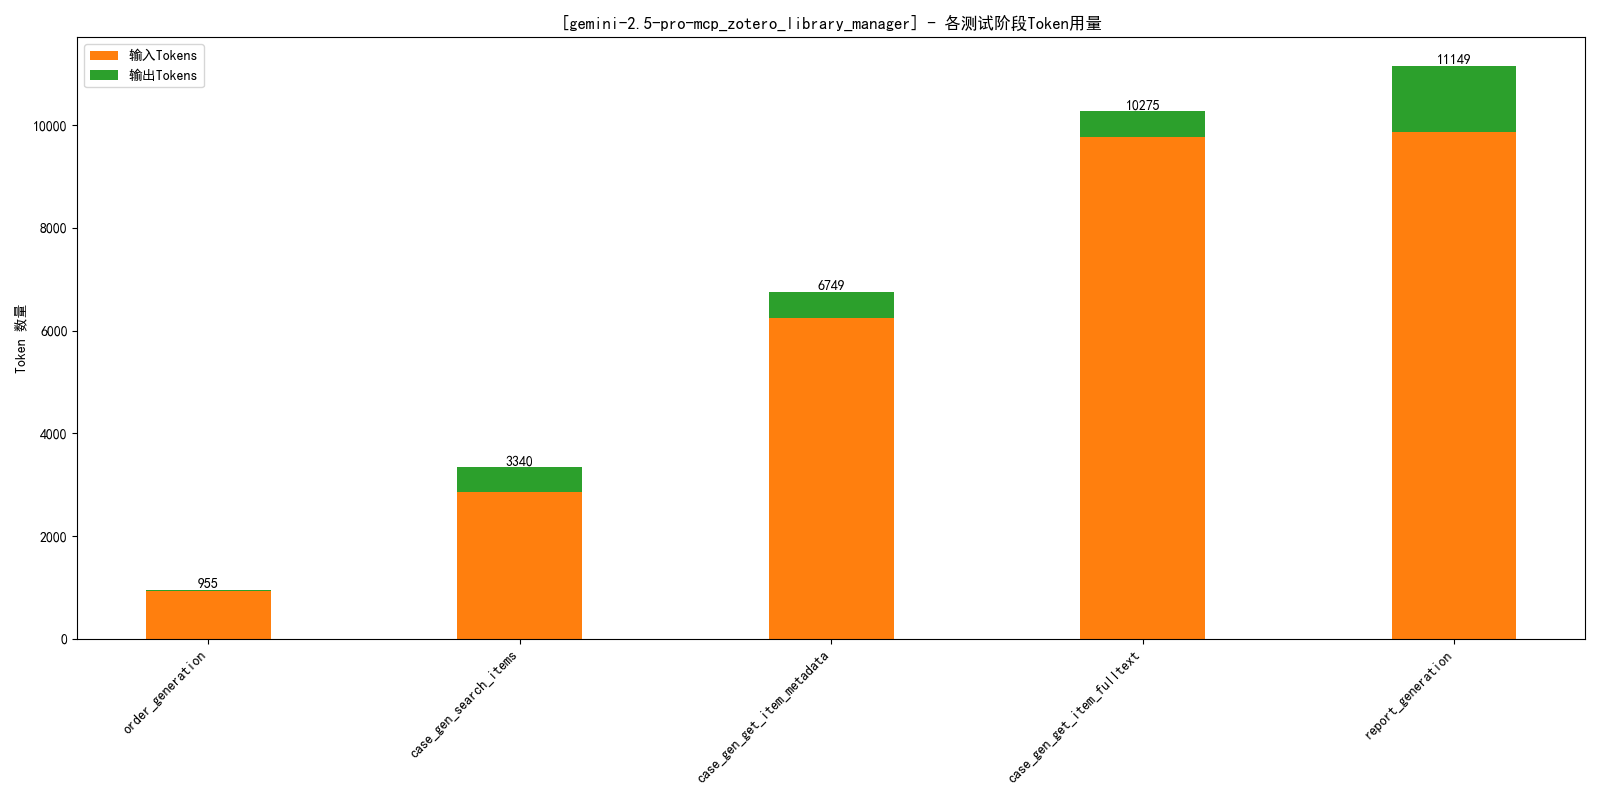 [gemini-2.5-pro-mcp_zotero_library_manager] - 各测试阶段Token用量
输入Tokens
输出Tokens
Token 数量
10000
8000
6000
4000
2000
0
955
3340
6749
10275
11149
order_generation
case_gen_search_items
case_gen_get_item_metadata
case_gen_get_item_fulltext
report_generation